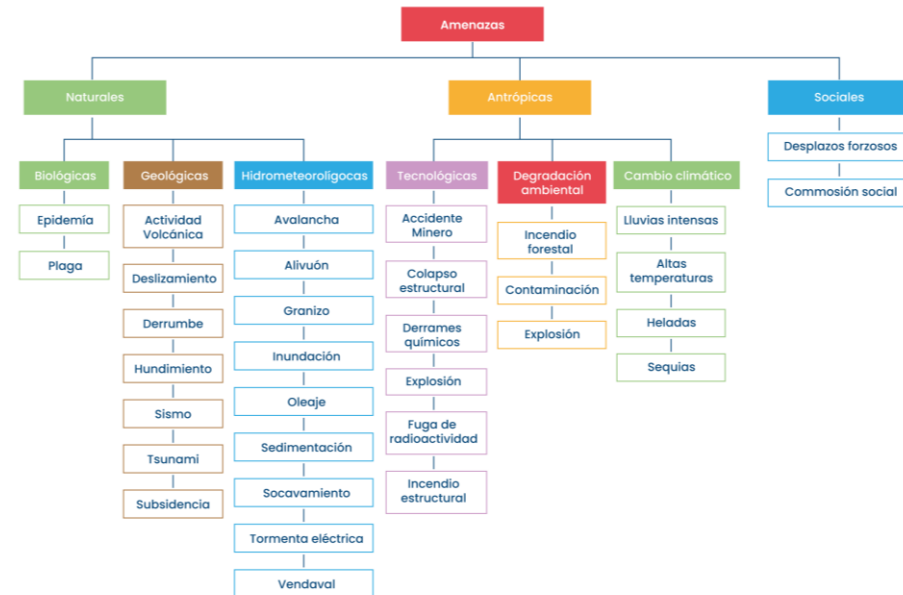 Amenazas
Naturales
Antrópicas
Sociales
Biológicas
Epidemía
Plaga
Geológicas
Actividad
Volcánica
Deslizamiento
Derrumbe
Hundimiento
Sismo
Tsunami
Subsidencia
Hidrometeorolígocas
Avalancha
Alivuón
Granizo
Inundación
Oleaje
Sedimentación
Socavamiento
Tormenta eléctrica
Vendaval
Tecnológicas
Accidente
Minero
Colapso
estructural
Derrames
químicos
Explosión
Fuga de
radioactividad
Incendio
estructural
Degradación
ambiental
Incendio
forestal
Contaminación
Explosión
Cambio climático
Lluvias intensas
Altas
temperaturas
Heladas
Sequias
Desplazos forzosos
Commosión social